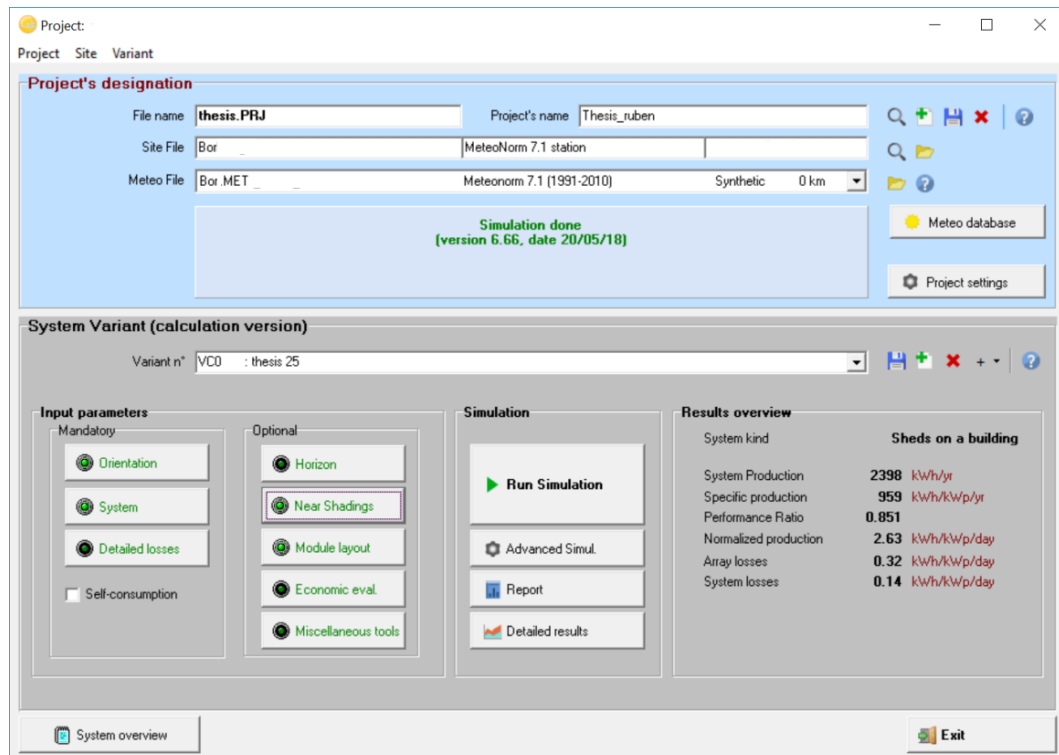 Project:
Project Site Variant
Project's designation
File name thesis.PRJ Project's name Thesis_ruben
Site File Bor MeteoNorm 7.1 station
Meteo File Bor.MET Meteonorm 7.1 (1991-2010) Synthetic 0 km
Simulation done
(version 6.66, date 20/05/18)
Meteo database
Project settings
System Variant (calculation version)
Variant n° VC0 : thesis 25
Input parameters
Mandatory
Orientation
System
Detailed losses
Self-consumption
Optional
Horizon
Near Shadings
Module layout
Economic eval.
Miscellaneous tools
Simulation
Run Simulation
Advanced Simul.
Report
Detailed results
Results overview
System kind Sheds on a building
System Production 2398 kWh/yr
Specific production 959 kWh/kWp/yr
Performance Ratio 0.851
Normalized production 2.63 kWh/kWp/day
Array losses 0.32 kWh/kWp/day
System losses 0.14 kWh/kWp/day
System overview
Exit